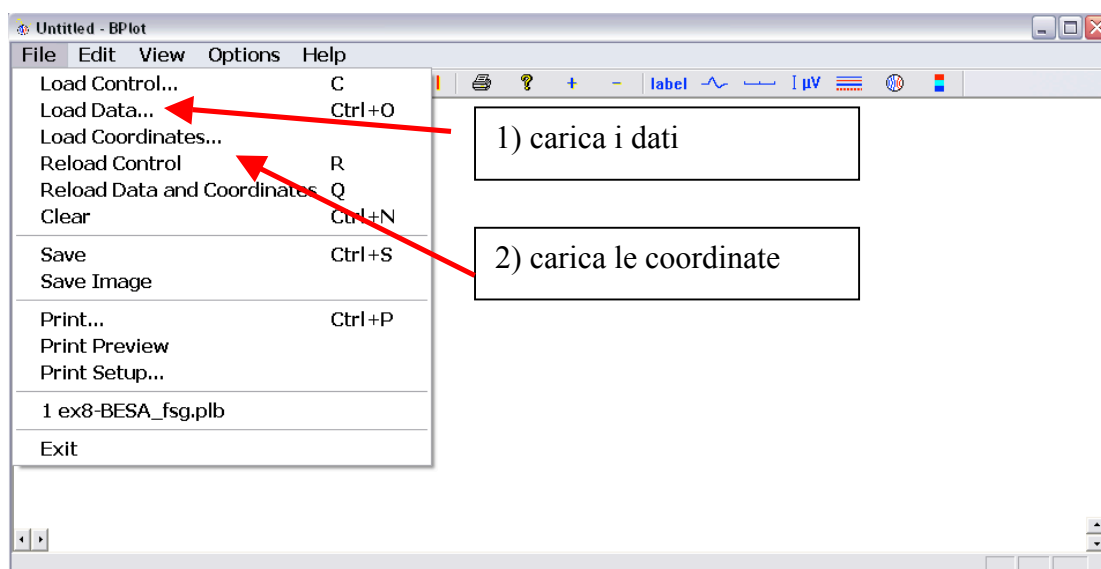 Untitled - BPlot
File Edit View Options Help
label I µV
Load Control... C
Load Data... Ctrl+O
Load Coordinates...
Reload Control R
Reload Data and Coordinates Q
Clear Ctrl+N
Save Ctrl+S
Save Image
Print... Ctrl+P
Print Preview
Print Setup...
1 ex8-BESA_fsg.plb
Exit
1) carica i dati
2) carica le coordinate